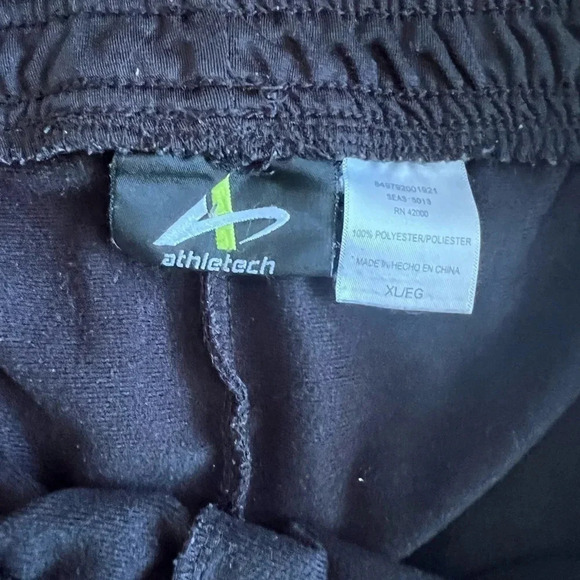 athletech
849792001821
SEAS 3013
RN 42000
100% POLYESTER/POLIESTER
MADE IN/HECHO EN CHINA
XL/EG